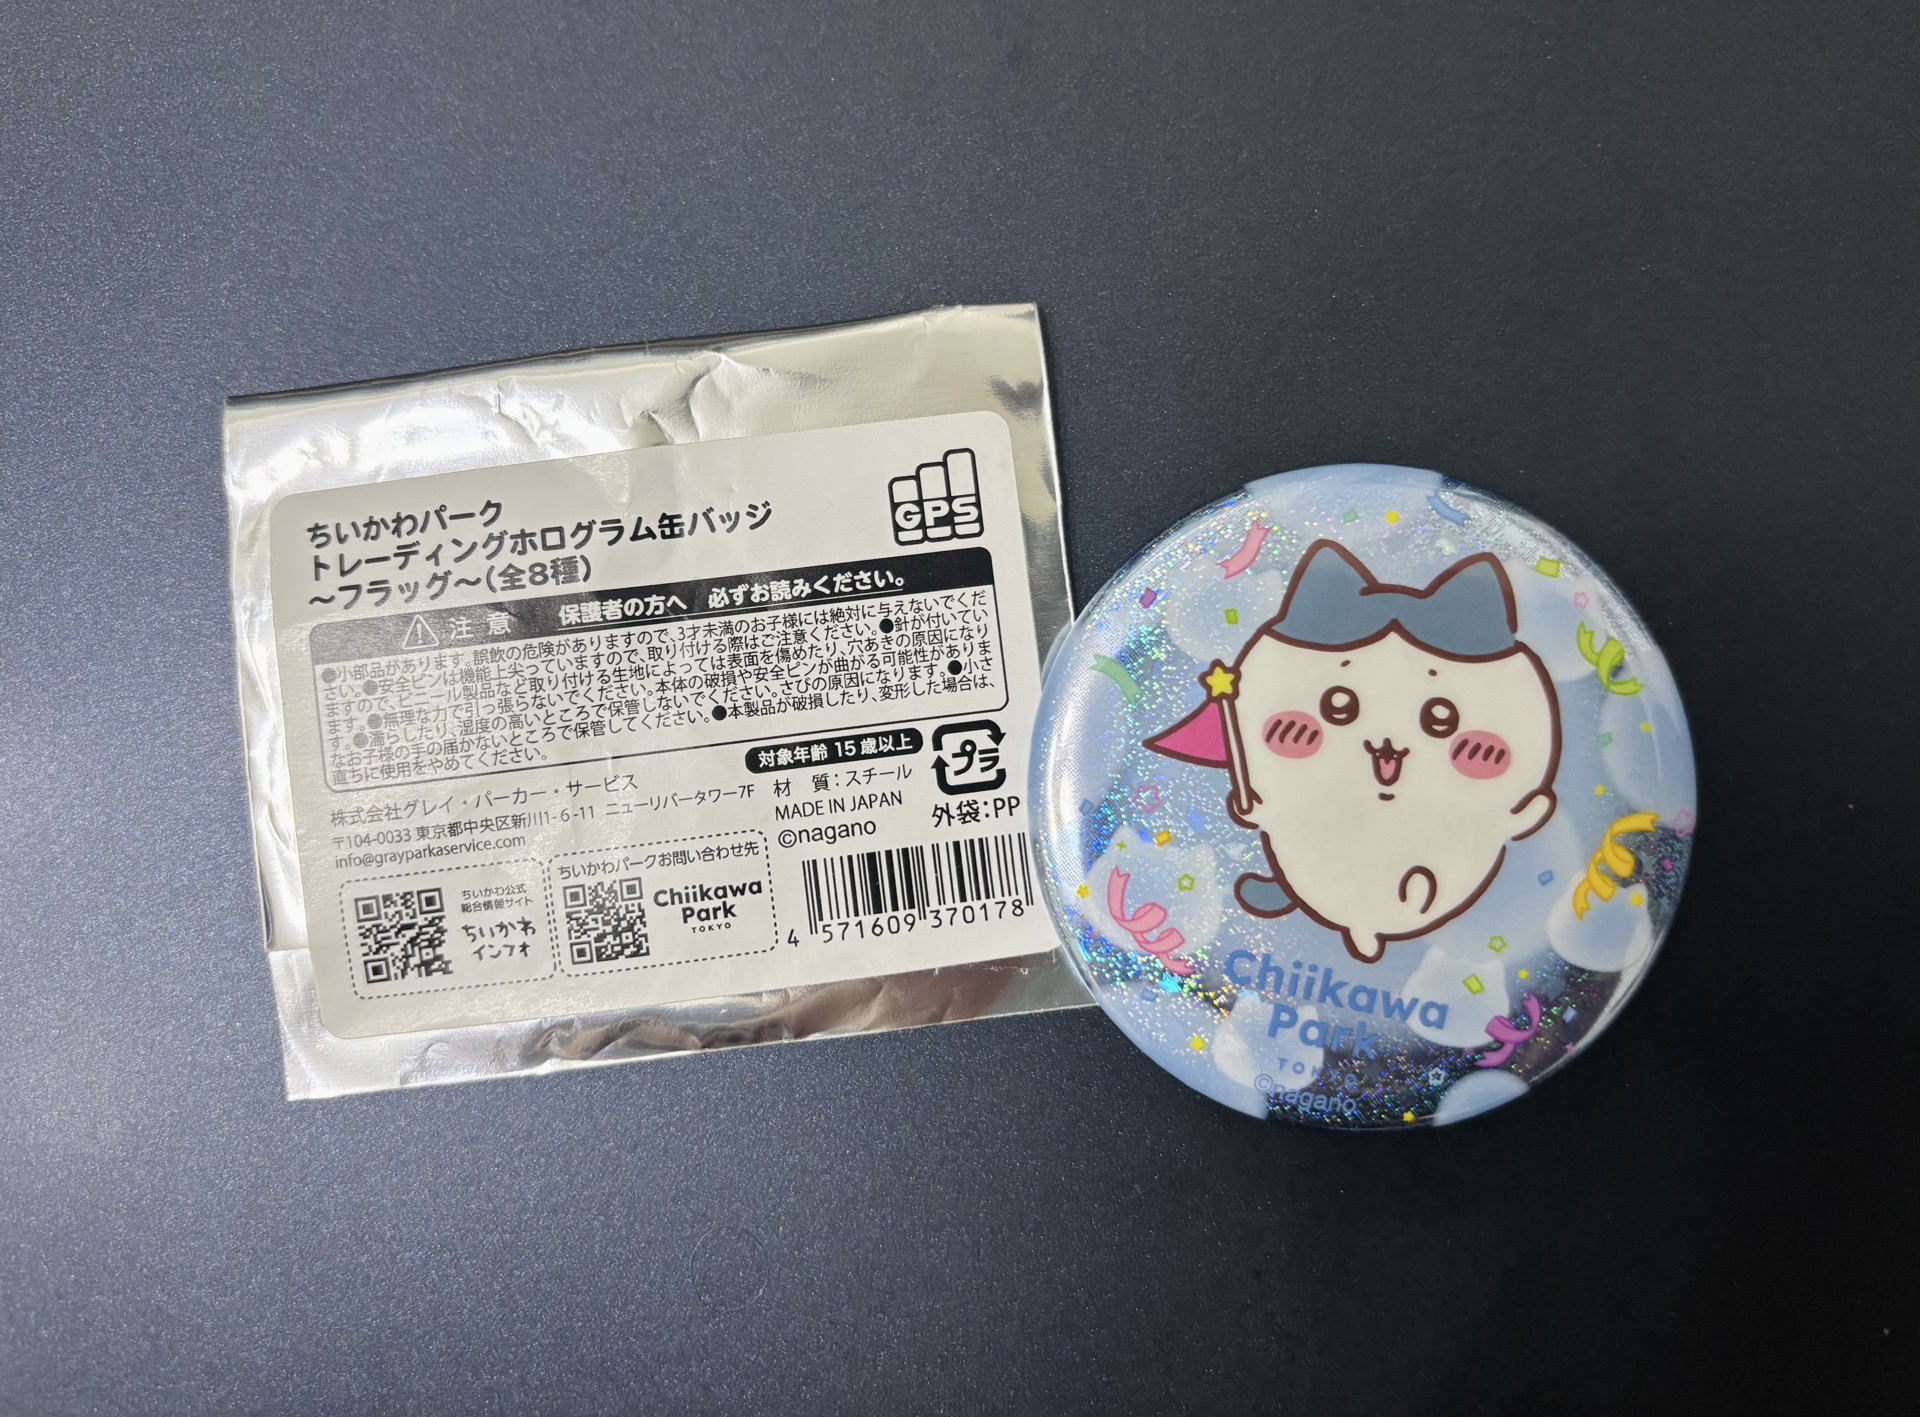 ちいかわパーク
トレーディングホログラム缶バッジ
～フラッグ～(全8種)
GPS
注意 保護者の方へ 必ずお読みください。
●小部品があります。誤飲の危険がありますので、3才未満のお子様には絶対に与えないでくだ
さい。●安全ピンは機能上尖っていますので、取り付ける際はご注意ください。●針が付いてい
ますので、ビニール製品など取り付ける生地によっては表面を傷めたり、穴あきの原因になり
ます。●無理な力で引っ張らないでください。本体の破損や安全ピンが曲がる可能性がありま
す。●濡らしたり、湿度の高いところで保管しないでください。さびの原因になります。●小さ
なお子様の手の届かないところで保管してください。●本製品が破損したり、変形した場合は、
直ちに使用をやめてください。
対象年齢 15歳以上
プラ
外袋:PP
株式会社グレイ・パーカー・サービス
〒104-0033 東京都中央区新川1-6-11 ニューリバータワー7F
info@grayparkaservice.com
材 質:スチール
MADE IN JAPAN
©nagano
ちいかわ公式
総合情報サイト
ちいかわ
インフォ
ちいかわパークお問い合わせ先
Chiikawa
Park
TOKYO
4 571609 370178
Chiikawa
Park
TOKYO
©nagano